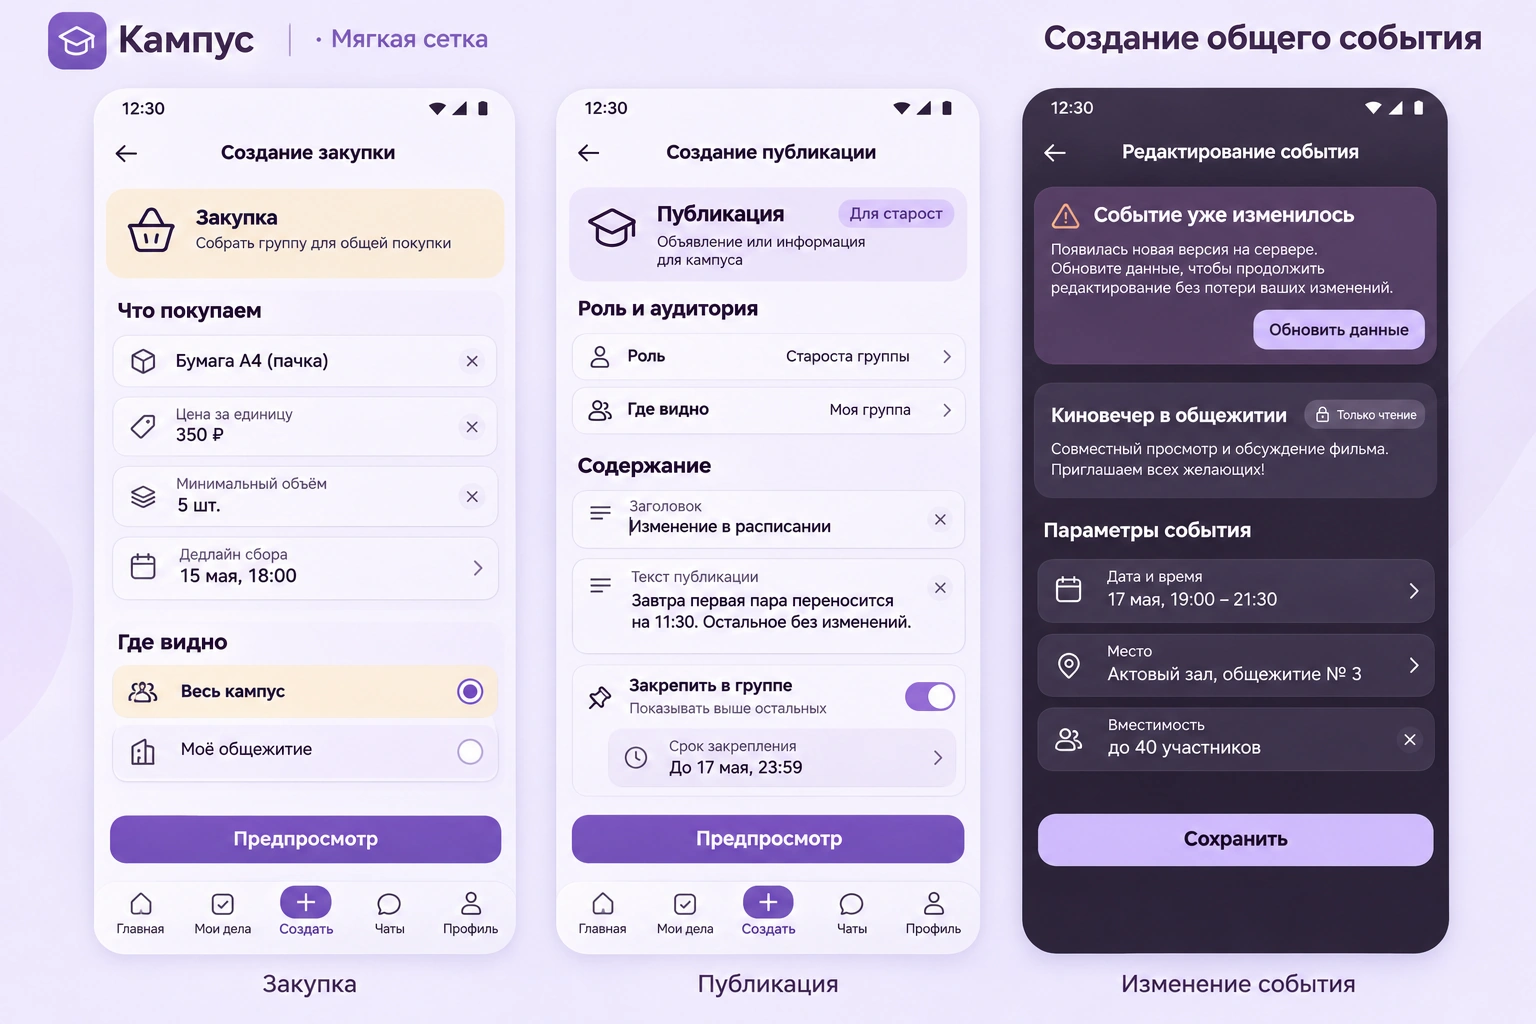 Кампус
· Мягкая сетка
Создание общего события
12:30
Создание закупки
Закупка
Собрать группу для общей покупки
Что покупаем
Бумага А4 (пачка)
Цена за единицу
350 ₽
Минимальный объём
5 шт.
Дедлайн сбора
15 мая, 18:00
Где видно
Весь кампус
Моё общежитие
Предпросмотр
Главная
Мои дела
Создать
Чаты
Профиль
Закупка
12:30
Создание публикации
Публикация
Для старост
Объявление или информация
для кампуса
Роль и аудитория
Роль
Староста группы
Где видно
Моя группа
Содержание
Заголовок
Изменение в расписании
Текст публикации
Завтра первая пара переносится
на 11:30. Остальное без изменений.
Закрепить в группе
Показывать выше остальных
Срок закрепления
До 17 мая, 23:59
Предпросмотр
Главная
Мои дела
Создать
Чаты
Профиль
Публикация
12:30
Редактирование события
Событие уже изменилось
Появилась новая версия на сервере.
Обновите данные, чтобы продолжить
редактирование без потери ваших изменений.
Обновить данные
Киновечер в общежитии
Только чтение
Совместный просмотр и обсуждение фильма.
Приглашаем всех желающих!
Параметры события
Дата и время
17 мая, 19:00 – 21:30
Место
Актовый зал, общежитие № 3
Вместимость
до 40 участников
Сохранить
Изменение события